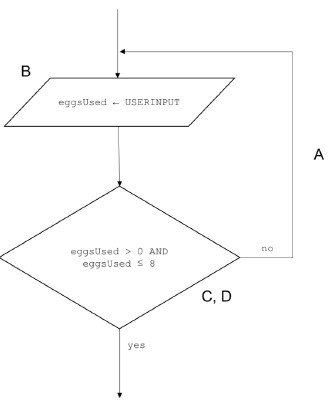 B
eggsUsed ← USERINPUT
A
eggsUsed > 0 AND
eggsUsed ≤ 8
no
C, D
yes